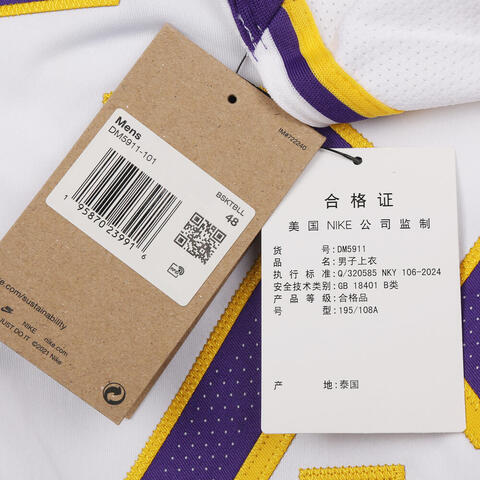 IM#722240
Mens
DM5911-101
BSKTBLL
48
1 95870 23991 6
nike.com/sustainability
NIKE
nike.com
JUST DO IT ©2021 Nike
合格证
美国 NIKE 公司监制
货号:DM5911
品名:男子上衣
执行标准:Q/320585 NKY 106-2024
安全技术类别:GB 18401 B类
产品等级:合格品
号型:195/108A
产地:泰国